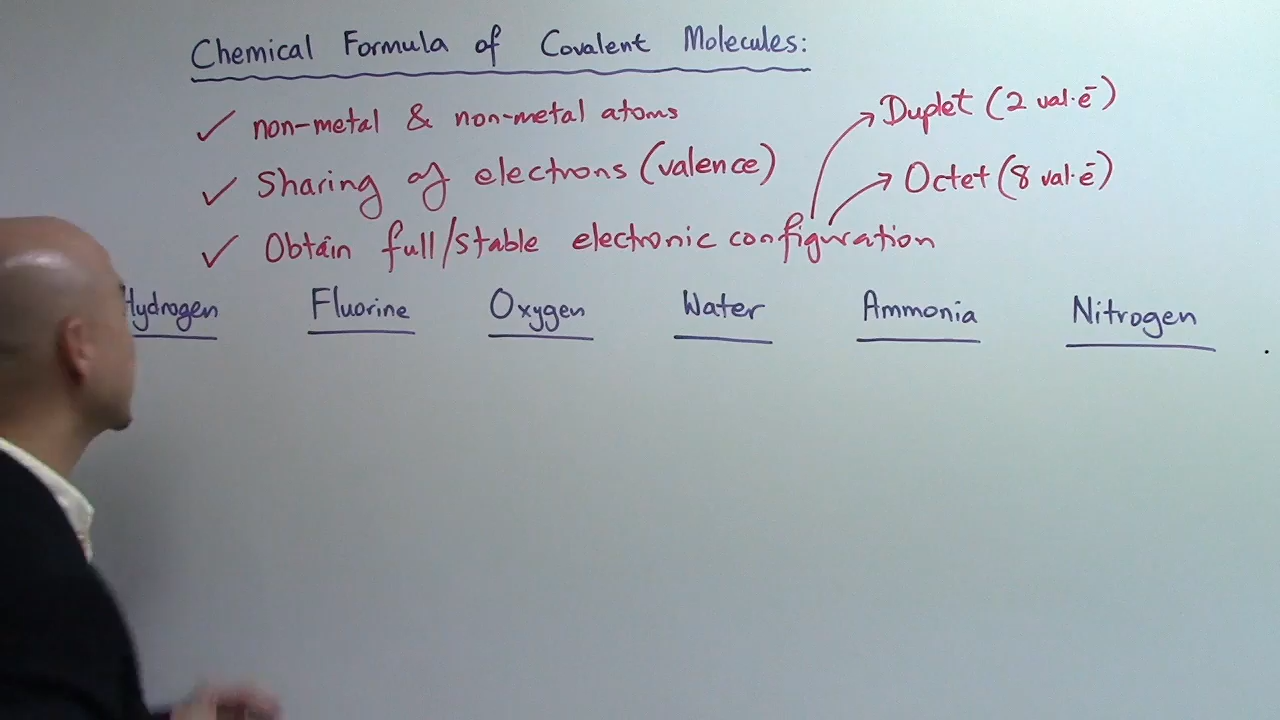 Chemical Formula of Covalent Molecules:
✓ non-metal & non-metal atoms
Duplet (2 val.ē)
✓ Sharing of electrons (valence)
Octet (8 val.ē)
✓ Obtain full/stable electronic configuration
Hydrogen Fluorine Oxygen Water Ammonia Nitrogen